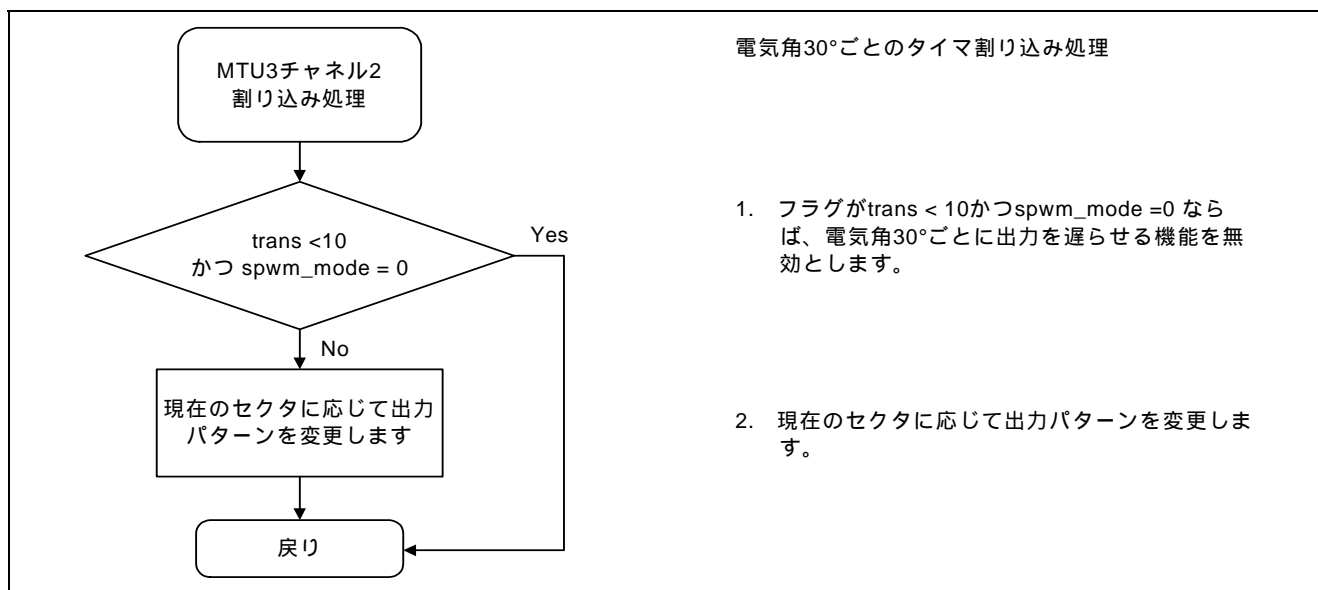 MTU3チャネル2
割り込み処理
trans <10
かつ spwm_mode = 0
Yes
No
現在のセクタに応じて出力
パターンを変更します
戻り
電気角30°ごとのタイマ割り込み処理
1. フラグがtrans < 10かつspwm_mode =0 なら
ば、電気角30°ごとに出力を遅らせる機能を無
効とします。
2. 現在のセクタに応じて出力パターンを変更しま
す。